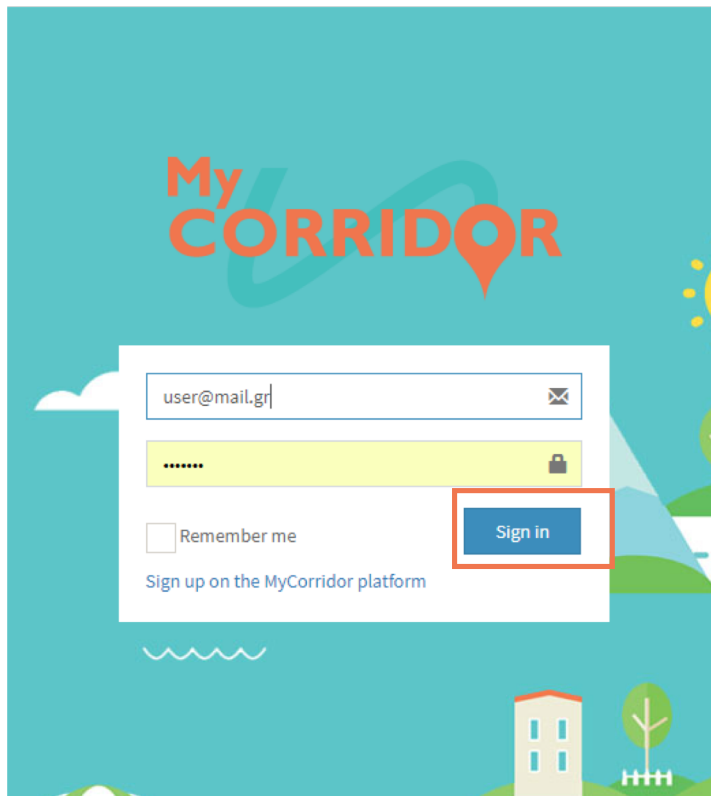 My
CORRIDOR
user@mail.gr
•••••••
Remember me
Sign in
Sign up on the MyCorridor platform